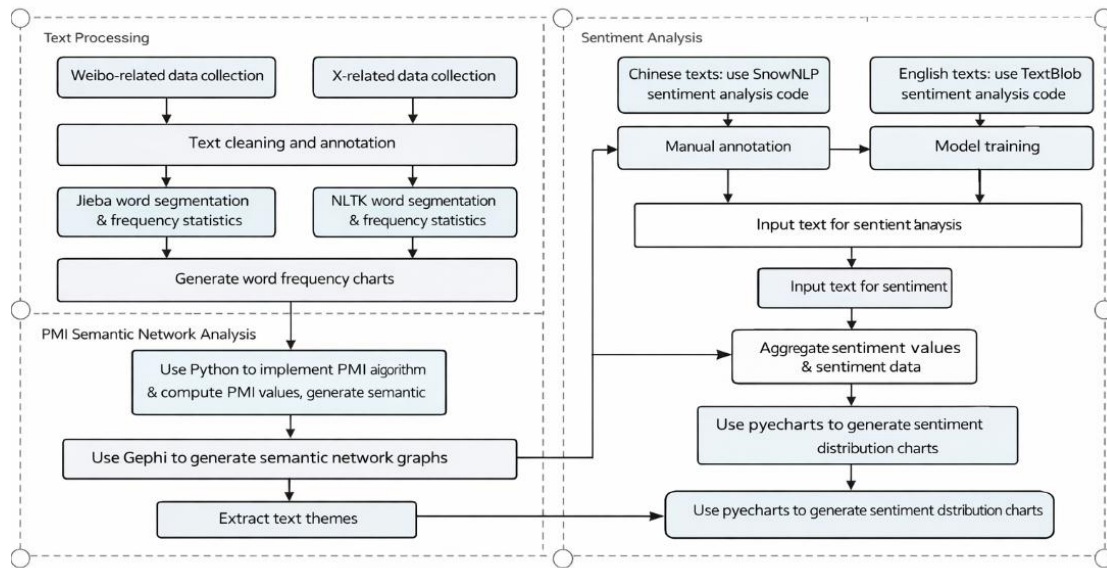 Text Processing
Weibo-related data collection
X-related data collection
Text cleaning and annotation
Jieba word segmentation
& frequency statistics
NLTK word segmentation
& frequency statistics
Generate word frequency charts
PMI Semantic Network Analysis
Use Python to implement PMI algorithm
& compute PMI values, generate semantic
Use Gephi to generate semantic network graphs
Extract text themes
Sentiment Analysis
Chinese texts: use SnowNLP
sentiment analysis code
English texts: use TextBlob
sentiment analysis code
Manual annotation
Model training
Input text for sentient analysis
Input text for sentiment
Aggregate sentiment values
& sentiment data
Use pyecharts to generate sentiment
distribution charts
Use pyecharts to generate sentiment dstribution charts